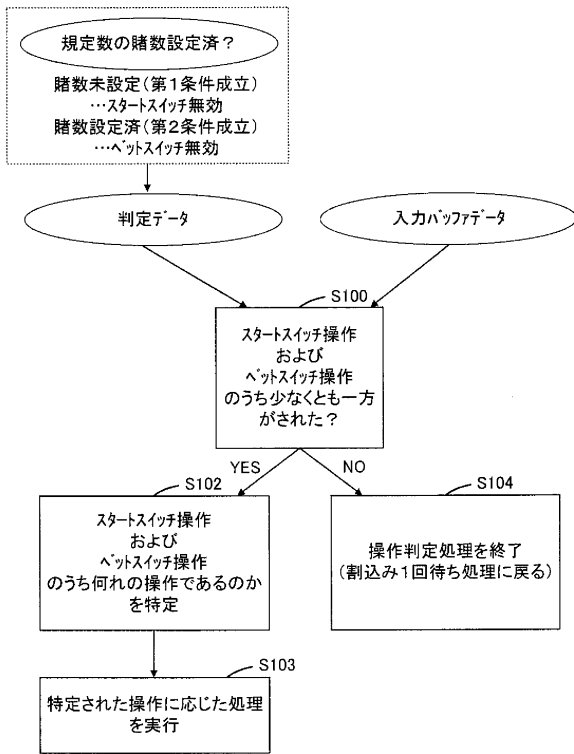 規定数の賭数設定済？
賭数未設定（第１条件成立）
…ｽﾀｰﾄｽｲｯﾁ無効
賭数設定済（第２条件成立）
…ﾍﾞｯﾄｽｲｯﾁ無効
判定ﾃﾞｰﾀ
入力ﾊﾞｯﾌｧﾃﾞｰﾀ
S100
ｽﾀｰﾄｽｲｯﾁ操作
および
ﾍﾞｯﾄｽｲｯﾁ操作
のうち少なくとも一方
がされた？
YES
NO
S102
ｽﾀｰﾄｽｲｯﾁ操作
および
ﾍﾞｯﾄｽｲｯﾁ操作
のうち何れの操作であるのか
を特定
S104
操作判定処理を終了
（割込み１回待ち処理に戻る）
S103
特定された操作に応じた処理
を実行